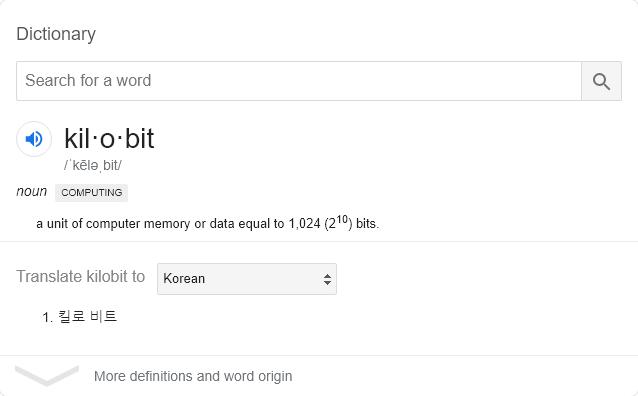 Dictionary
Search for a word
kil·o·bit
/ˈkēləˌbit/
noun COMPUTING
a unit of computer memory or data equal to 1,024 (2¹⁰) bits.
Translate kilobit to Korean
1. 킬로 비트
More definitions and word origin